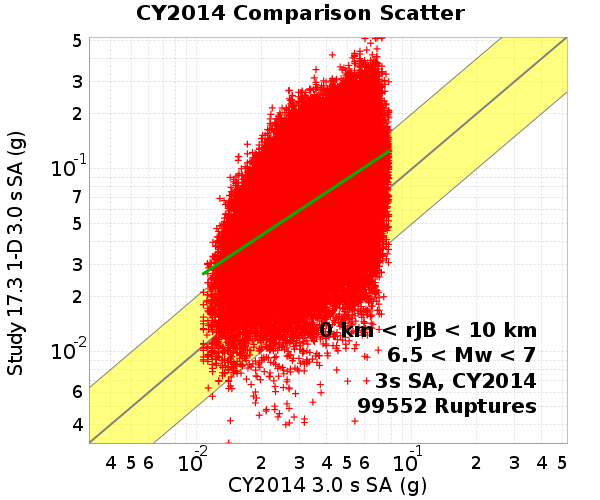 CY2014 Comparison Scatter
Study 17.3 1-D 3.0 s SA (g)
5
3
2
10-1
7
5
3
2
10-2
6
4
0 km < rJB < 10 km
6.5 < Mw < 7
3s SA, CY2014
99552 Ruptures
4 5 6 10-2 2 3 4 5 6 10-1 2 3 4 5
CY2014 3.0 s SA (g)